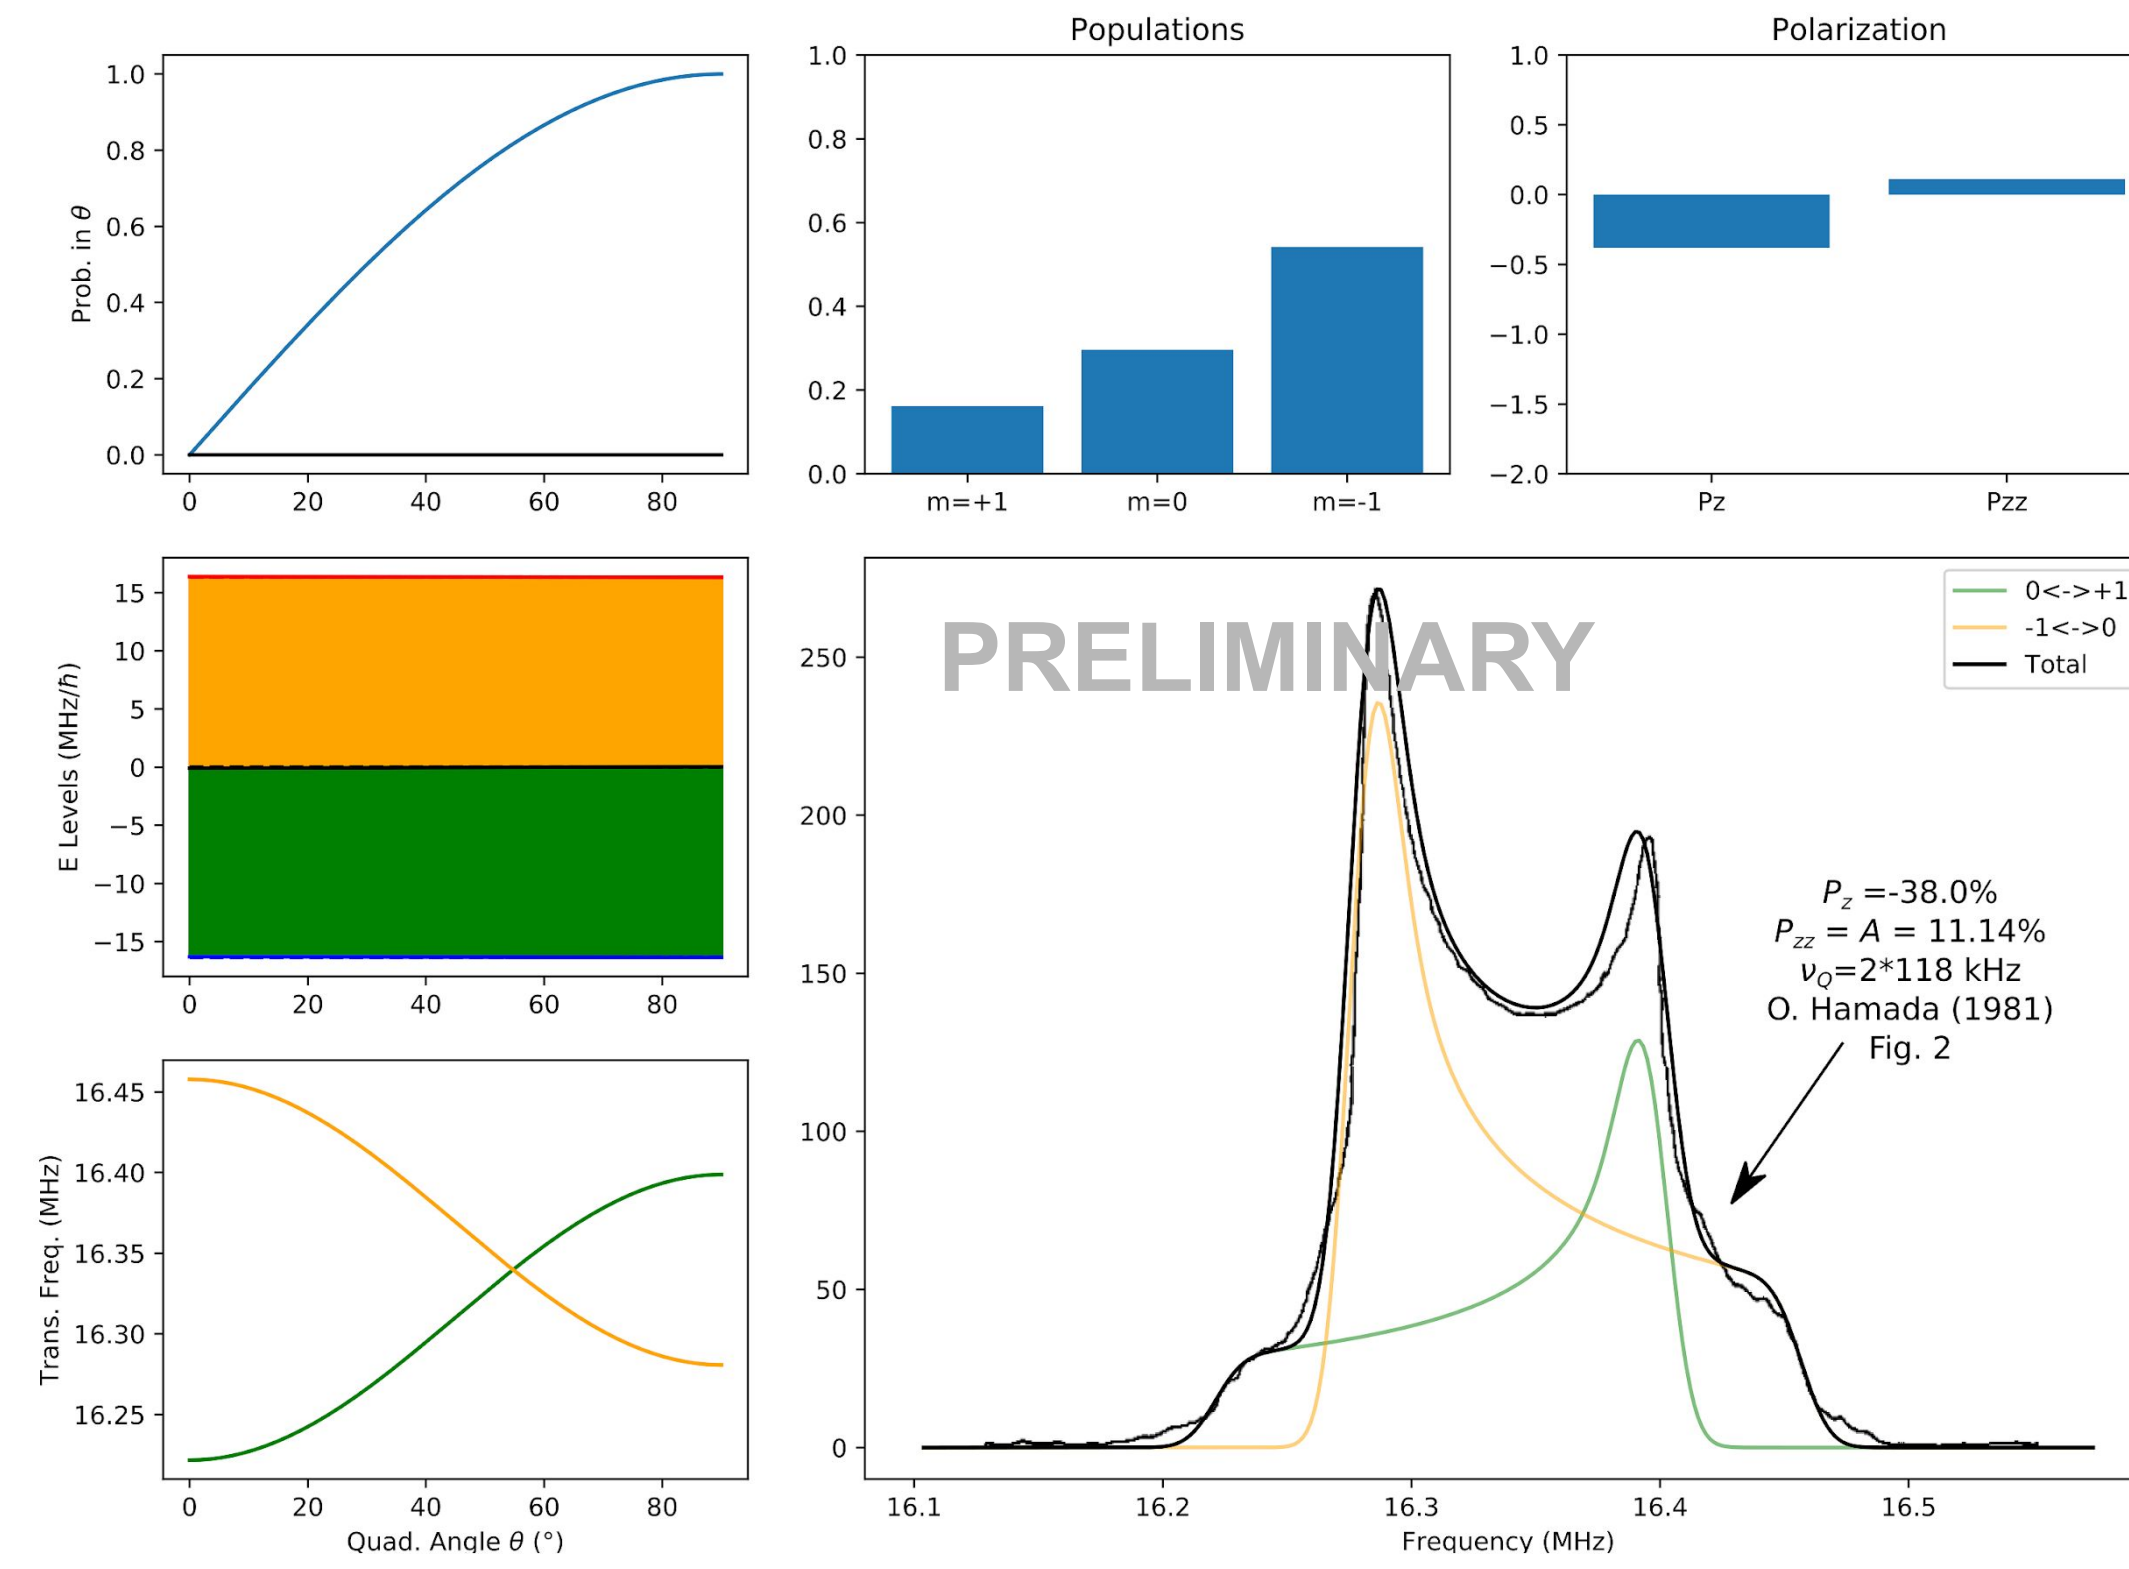 Populations
Polarization
1.0
0.8
0.6
0.4
0.2
0.0
Prob. in θ
0 20 40 60 80
1.0
0.8
0.6
0.4
0.2
0.0
m=+1 m=0 m=-1
1.0
0.5
0.0
−0.5
−1.0
−1.5
−2.0
Pz Pzz
15
10
5
0
−5
−10
−15
E Levels (MHz/ħ)
0 20 40 60 80
16.45
16.40
16.35
16.30
16.25
Trans. Freq. (MHz)
0 20 40 60 80
Quad. Angle θ (°)
PRELIMINARY
0<->+1
-1<->0
Total
250
200
150
100
50
0
P_z =-38.0%
P_zz = A = 11.14%
ν_Q=2*118 kHz
O. Hamada (1981)
Fig. 2
16.1 16.2 16.3 16.4 16.5
Frequency (MHz)